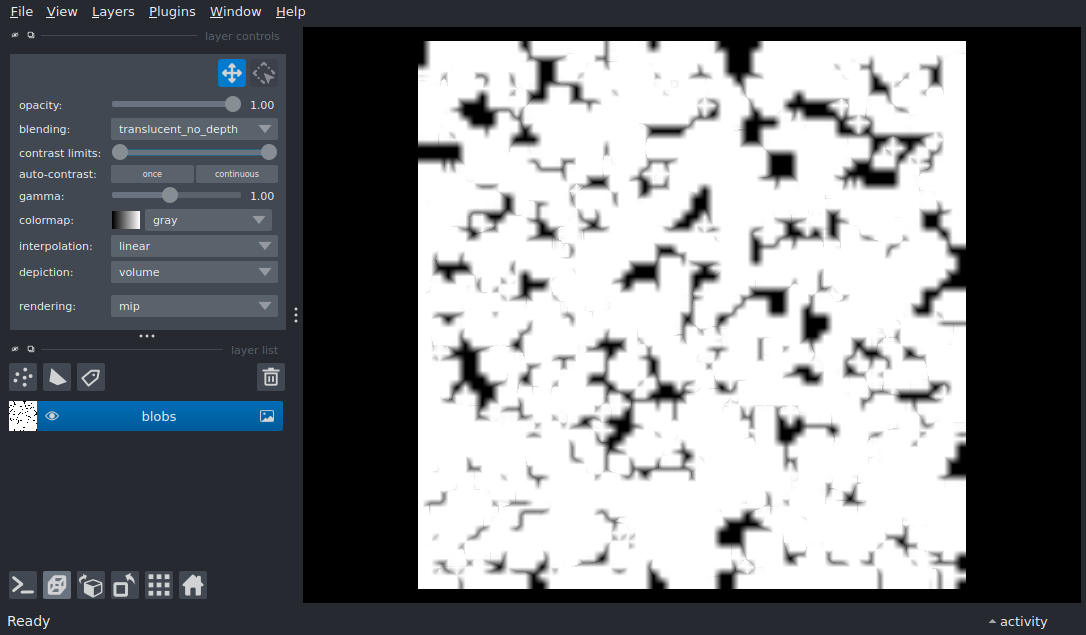 File View Layers Plugins Window Help
layer controls
opacity: 1.00
blending: translucent_no_depth
contrast limits:
auto-contrast: once continuous
gamma: 1.00
colormap: gray
interpolation: linear
depiction: volume
rendering: mip
layer list
blobs
Ready
activity